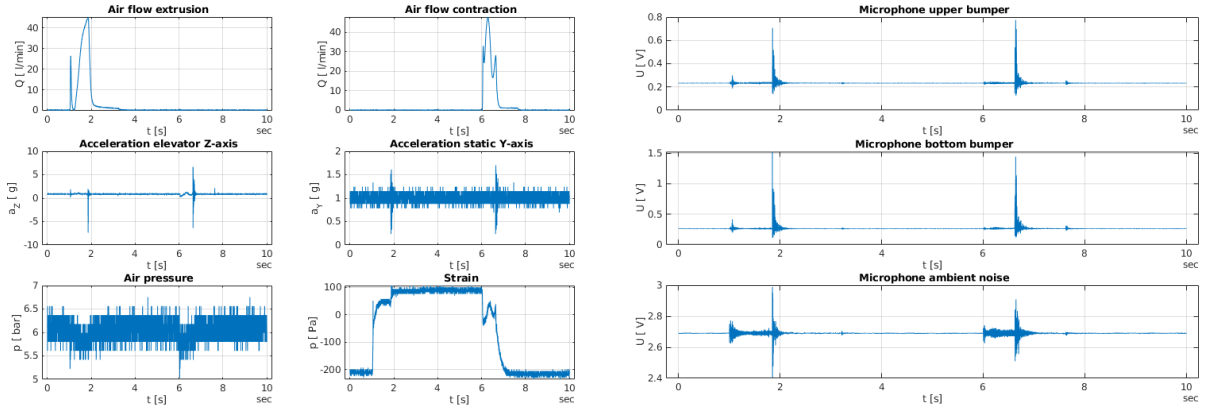 Air flow extrusion
Q [ l/min]
40
30
20
10
0
0 2 4 6 8 10
t [s] sec
Air flow contraction
Q [ l/min]
40
30
20
10
0
0 2 4 6 8 10
t [s] sec
Microphone upper bumper
U [ V]
0.8
0.6
0.4
0.2
0
0 2 4 6 8 10
t [s]
Acceleration elevator Z-axis
a_Z [ g]
10
5
0
-5
-10
0 2 4 6 8 10
t [s] sec
Acceleration static Y-axis
a_Y [ g]
2
1.5
1
0.5
0
0 2 4 6 8 10
t [s] sec
Microphone bottom bumper
U [ V]
1.5
1
0.5
0
0 2 4 6 8 10
t [s]
Air pressure
p [ bar]
7
6.5
6
5.5
5
0 2 4 6 8 10
t [s] sec
Strain
p [ Pa]
100
0
-100
-200
0 2 4 6 8 10
t [s] sec
Microphone ambient noise
U [ V]
3
2.8
2.6
2.4
0 2 4 6 8 10
t [s]